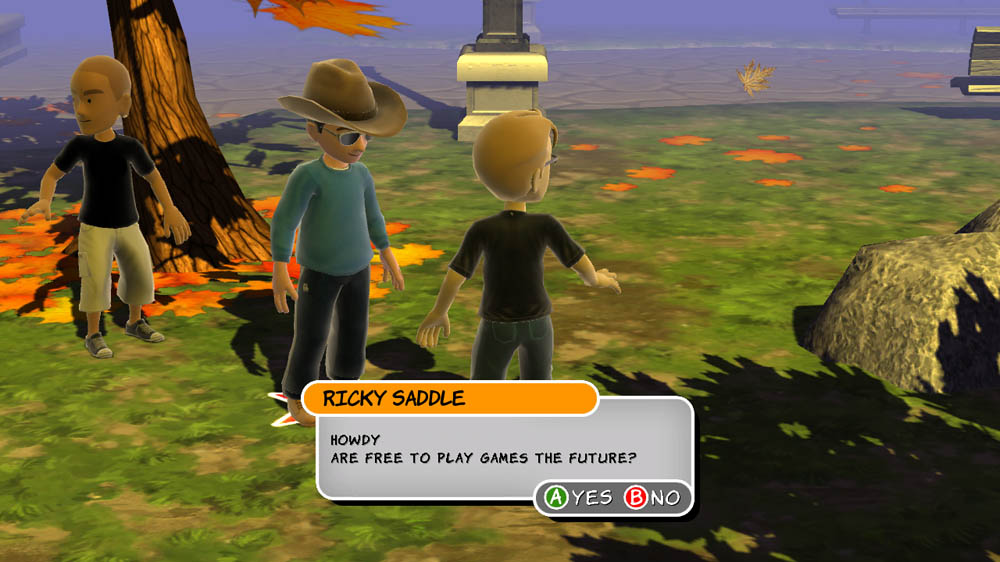 RICKY SADDLE
HOWDY
ARE FREE TO PLAY GAMES THE FUTURE?
A YES B NO